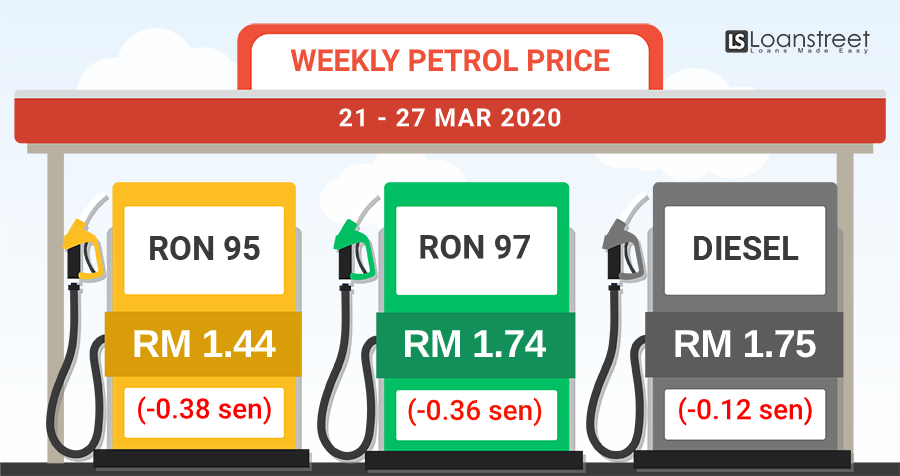 WEEKLY PETROL PRICE
LS Loanstreet
Loans Made Easy
21 - 27 MAR 2020
RON 95
RM 1.44
(-0.38 sen)
RON 97
RM 1.74
(-0.36 sen)
DIESEL
RM 1.75
(-0.12 sen)